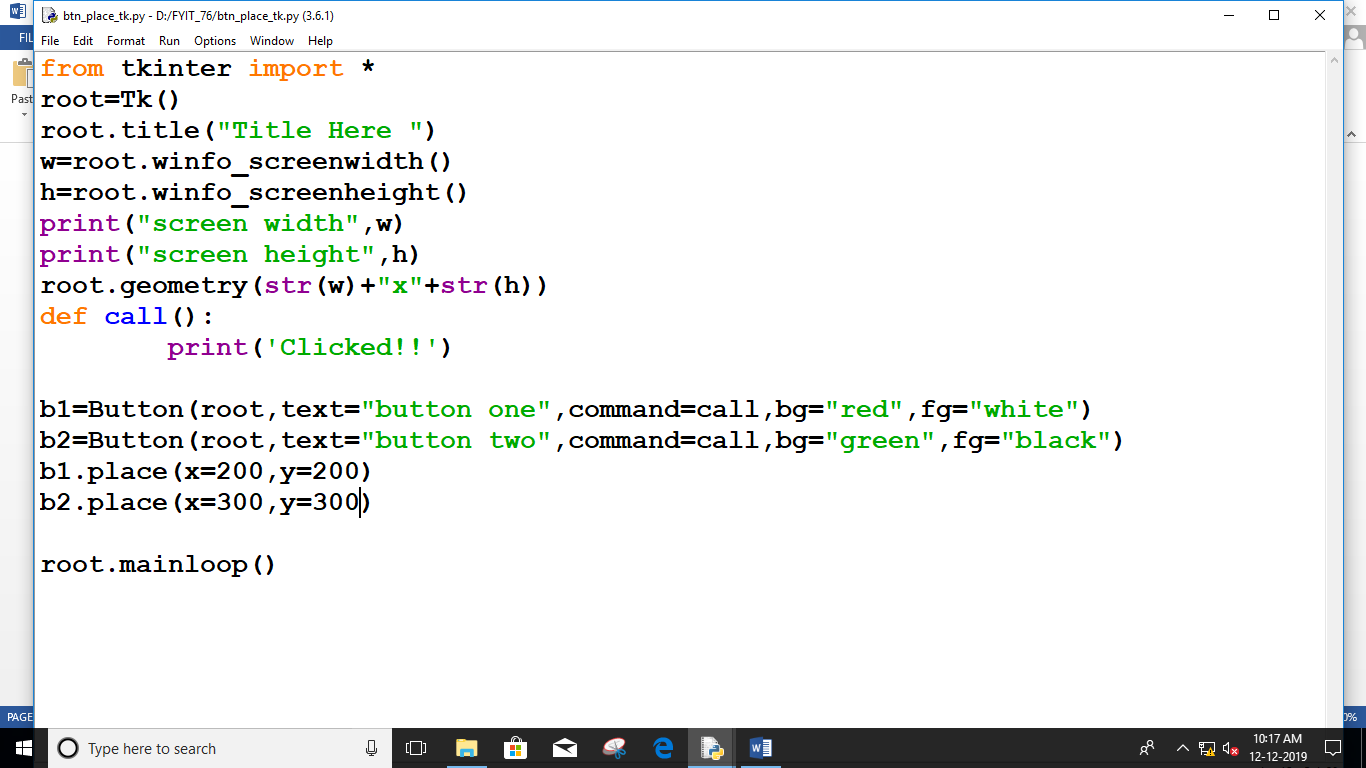 btn_place_tk.py - D:/FYIT_76/btn_place_tk.py (3.6.1)
FIL
File Edit Format Run Options Window Help
Past
from tkinter import *
root=Tk()
root.title("Title Here ")
w=root.winfo_screenwidth()
h=root.winfo_screenheight()
print("screen width",w)
print("screen height",h)
root.geometry(str(w)+"x"+str(h))
def call():
        print('Clicked!!')
b1=Button(root,text="button one",command=call,bg="red",fg="white")
b2=Button(root,text="button two",command=call,bg="green",fg="black")
b1.place(x=200,y=200)
b2.place(x=300,y=300)
root.mainloop()
PAGE
0%
Type here to search
10:17 AM
12-12-2019